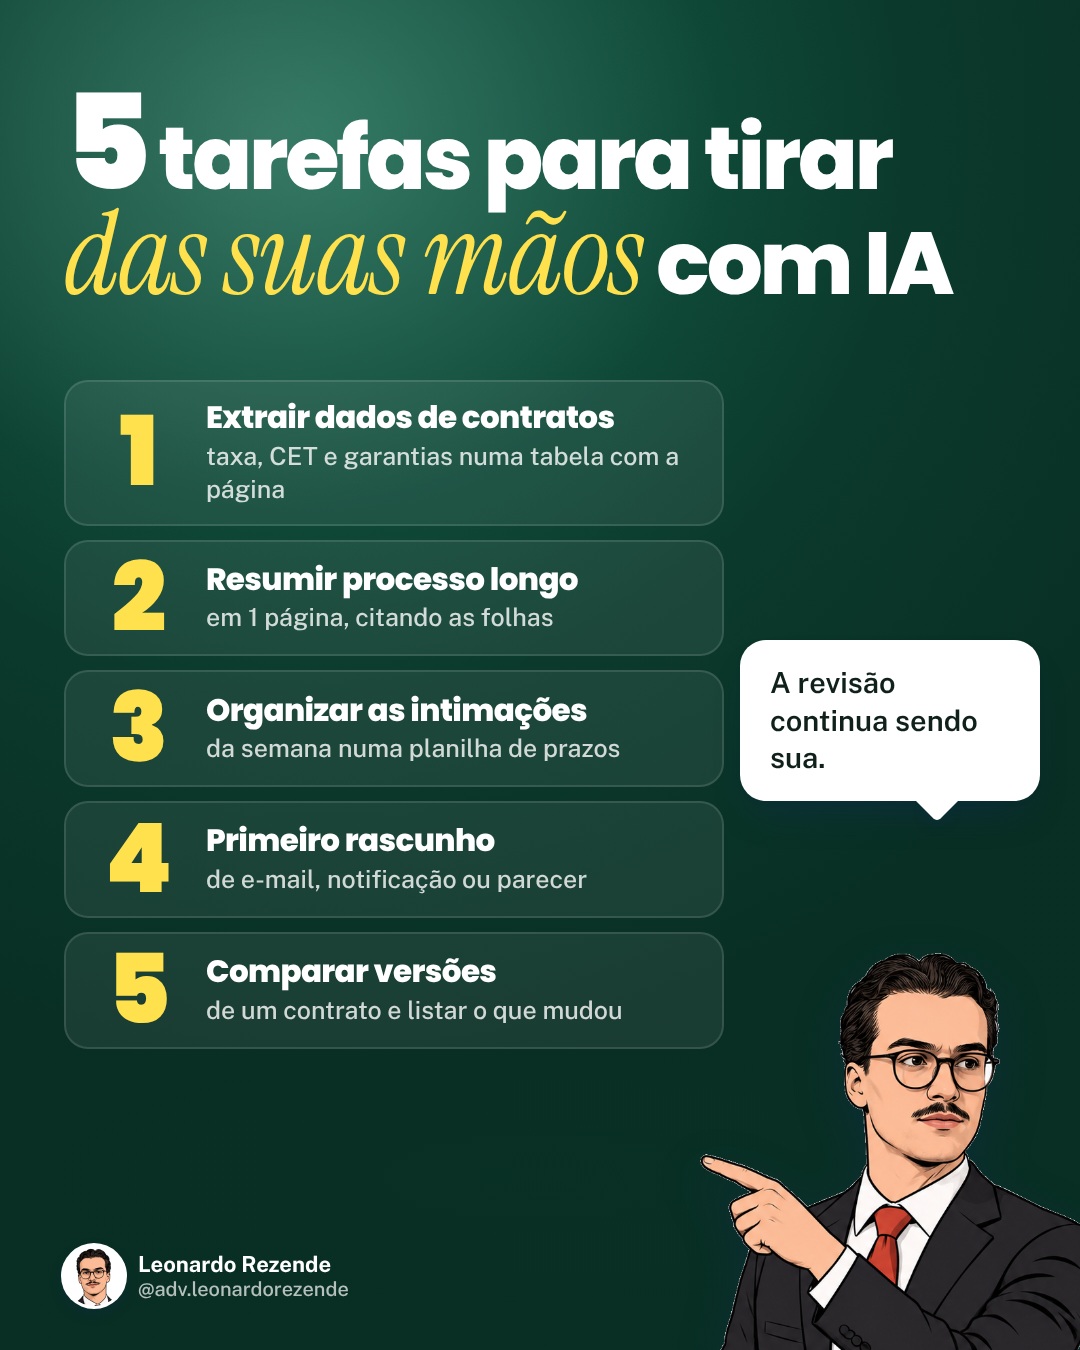 5 tarefas para tirar
das suas mãos com IA
1
Extrair dados de contratos
taxa, CET e garantias numa tabela com a
página
2
Resumir processo longo
em 1 página, citando as folhas
3
Organizar as intimações
da semana numa planilha de prazos
4
Primeiro rascunho
de e-mail, notificação ou parecer
5
Comparar versões
de um contrato e listar o que mudou
A revisão
continua sendo
sua.
Leonardo Rezende
@adv.leonardorezende